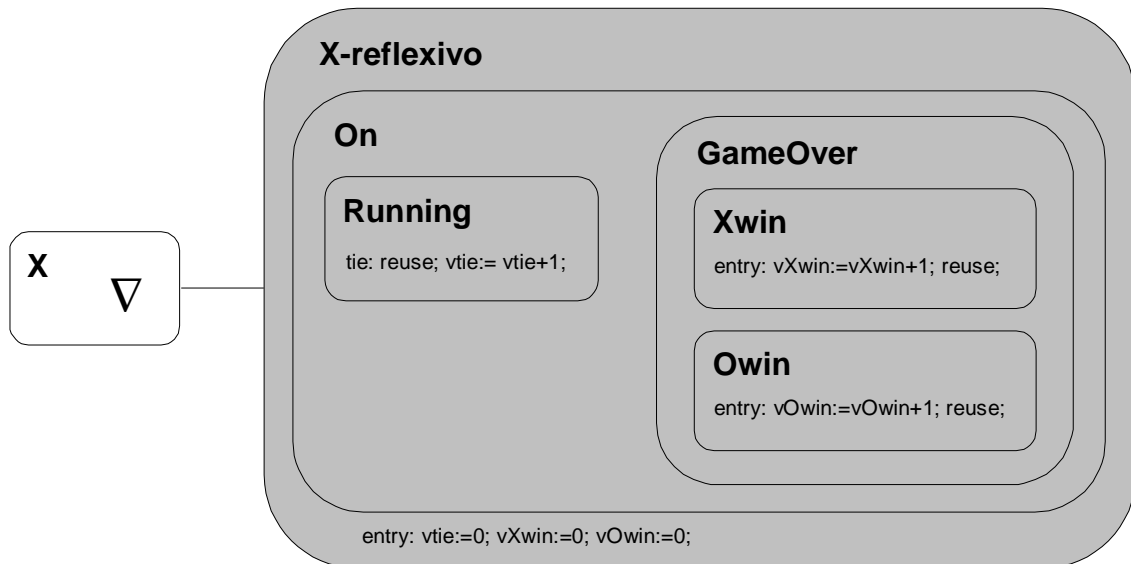 X-reflexivo
On
GameOver
Running
tie: reuse; vtie:= vtie+1;
Xwin
entry: vXwin:=vXwin+1; reuse;
X
∇
Owin
entry: vOwin:=vOwin+1; reuse;
entry: vtie:=0; vXwin:=0; vOwin:=0;